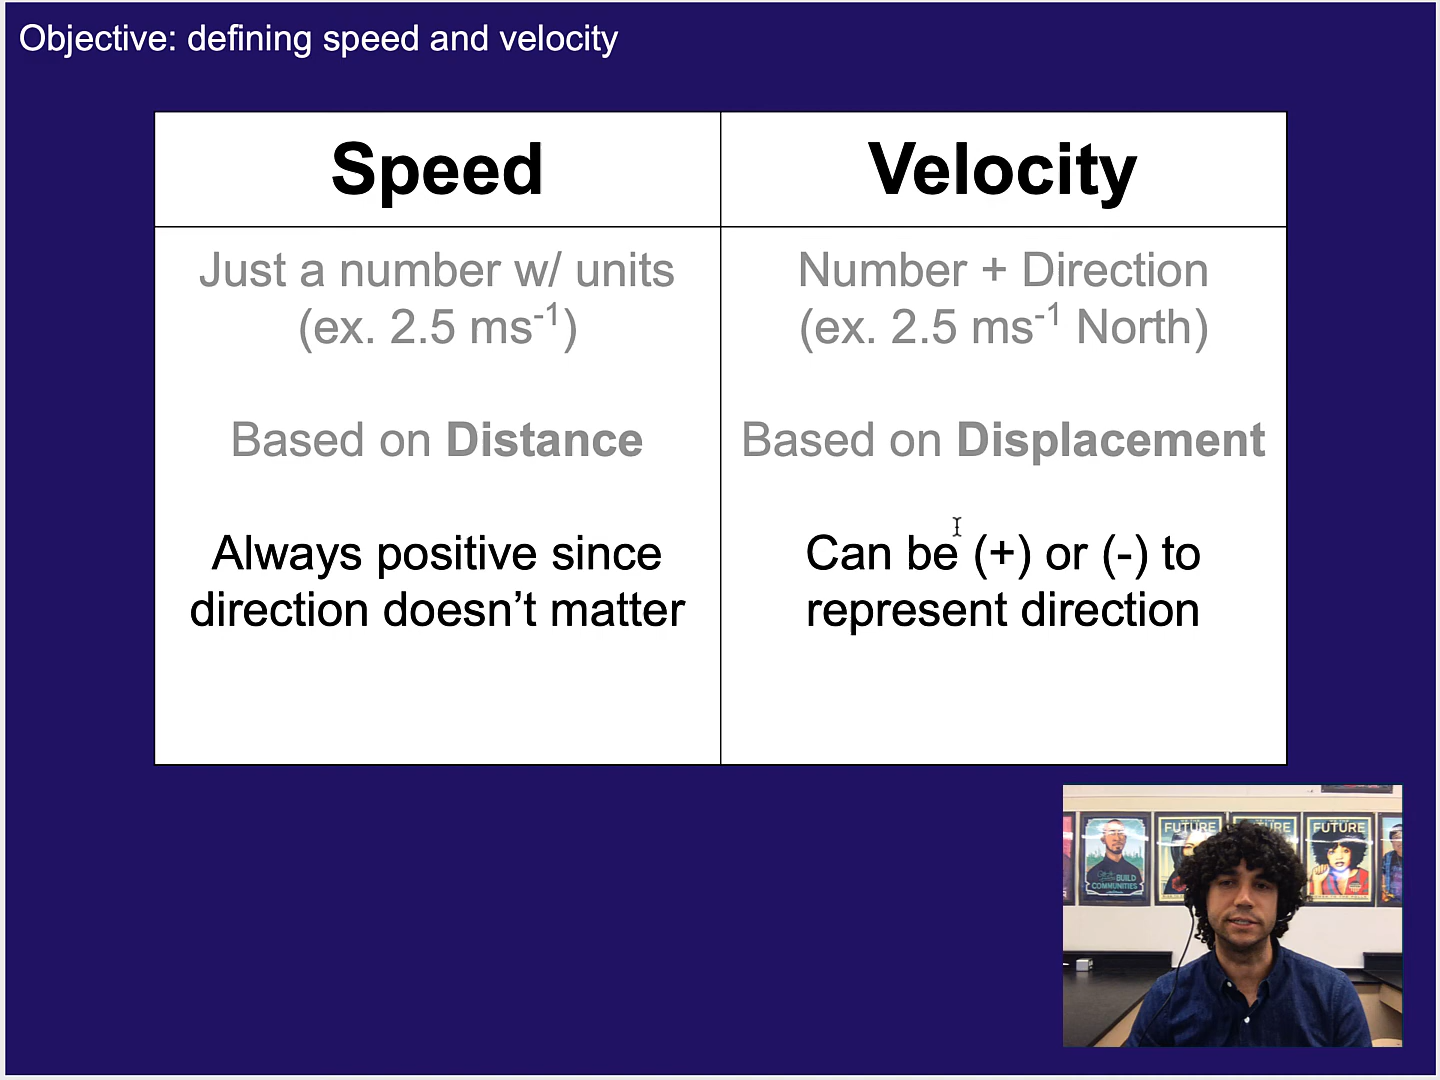 Objective: defining speed and velocity
Speed
Velocity
Just a number w/ units
(ex. 2.5 ms⁻¹)
Number + Direction
(ex. 2.5 ms⁻¹ North)
Based on Distance
Based on Displacement
Always positive since
direction doesn’t matter
Can be (+) or (-) to
represent direction
BUILD
COMMUNITIES
FUTURE
FUTURE
FUTURE